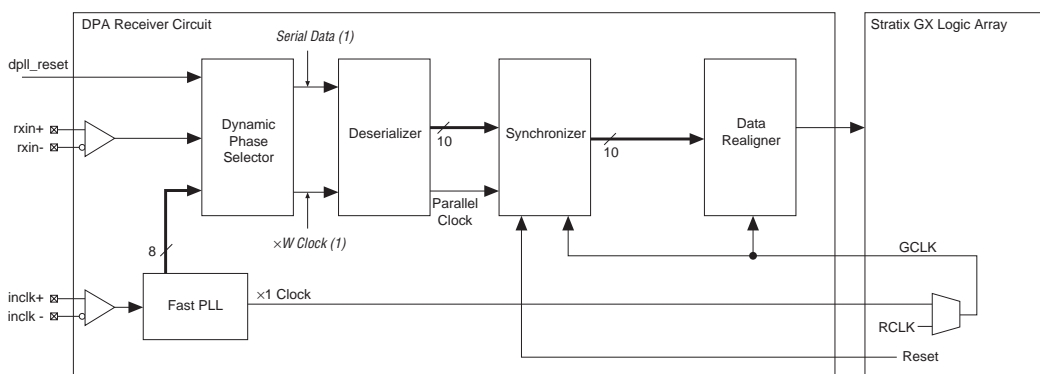 DPA Receiver Circuit
Stratix GX Logic Array
Serial Data (1)
dpll_reset
rxin+
rxin-
Dynamic
Phase
Selector
Deserializer
10
Synchronizer
10
Data
Realigner
Parallel
Clock
×W Clock (1)
8
GCLK
inclk+
inclk -
Fast PLL
×1 Clock
RCLK
Reset